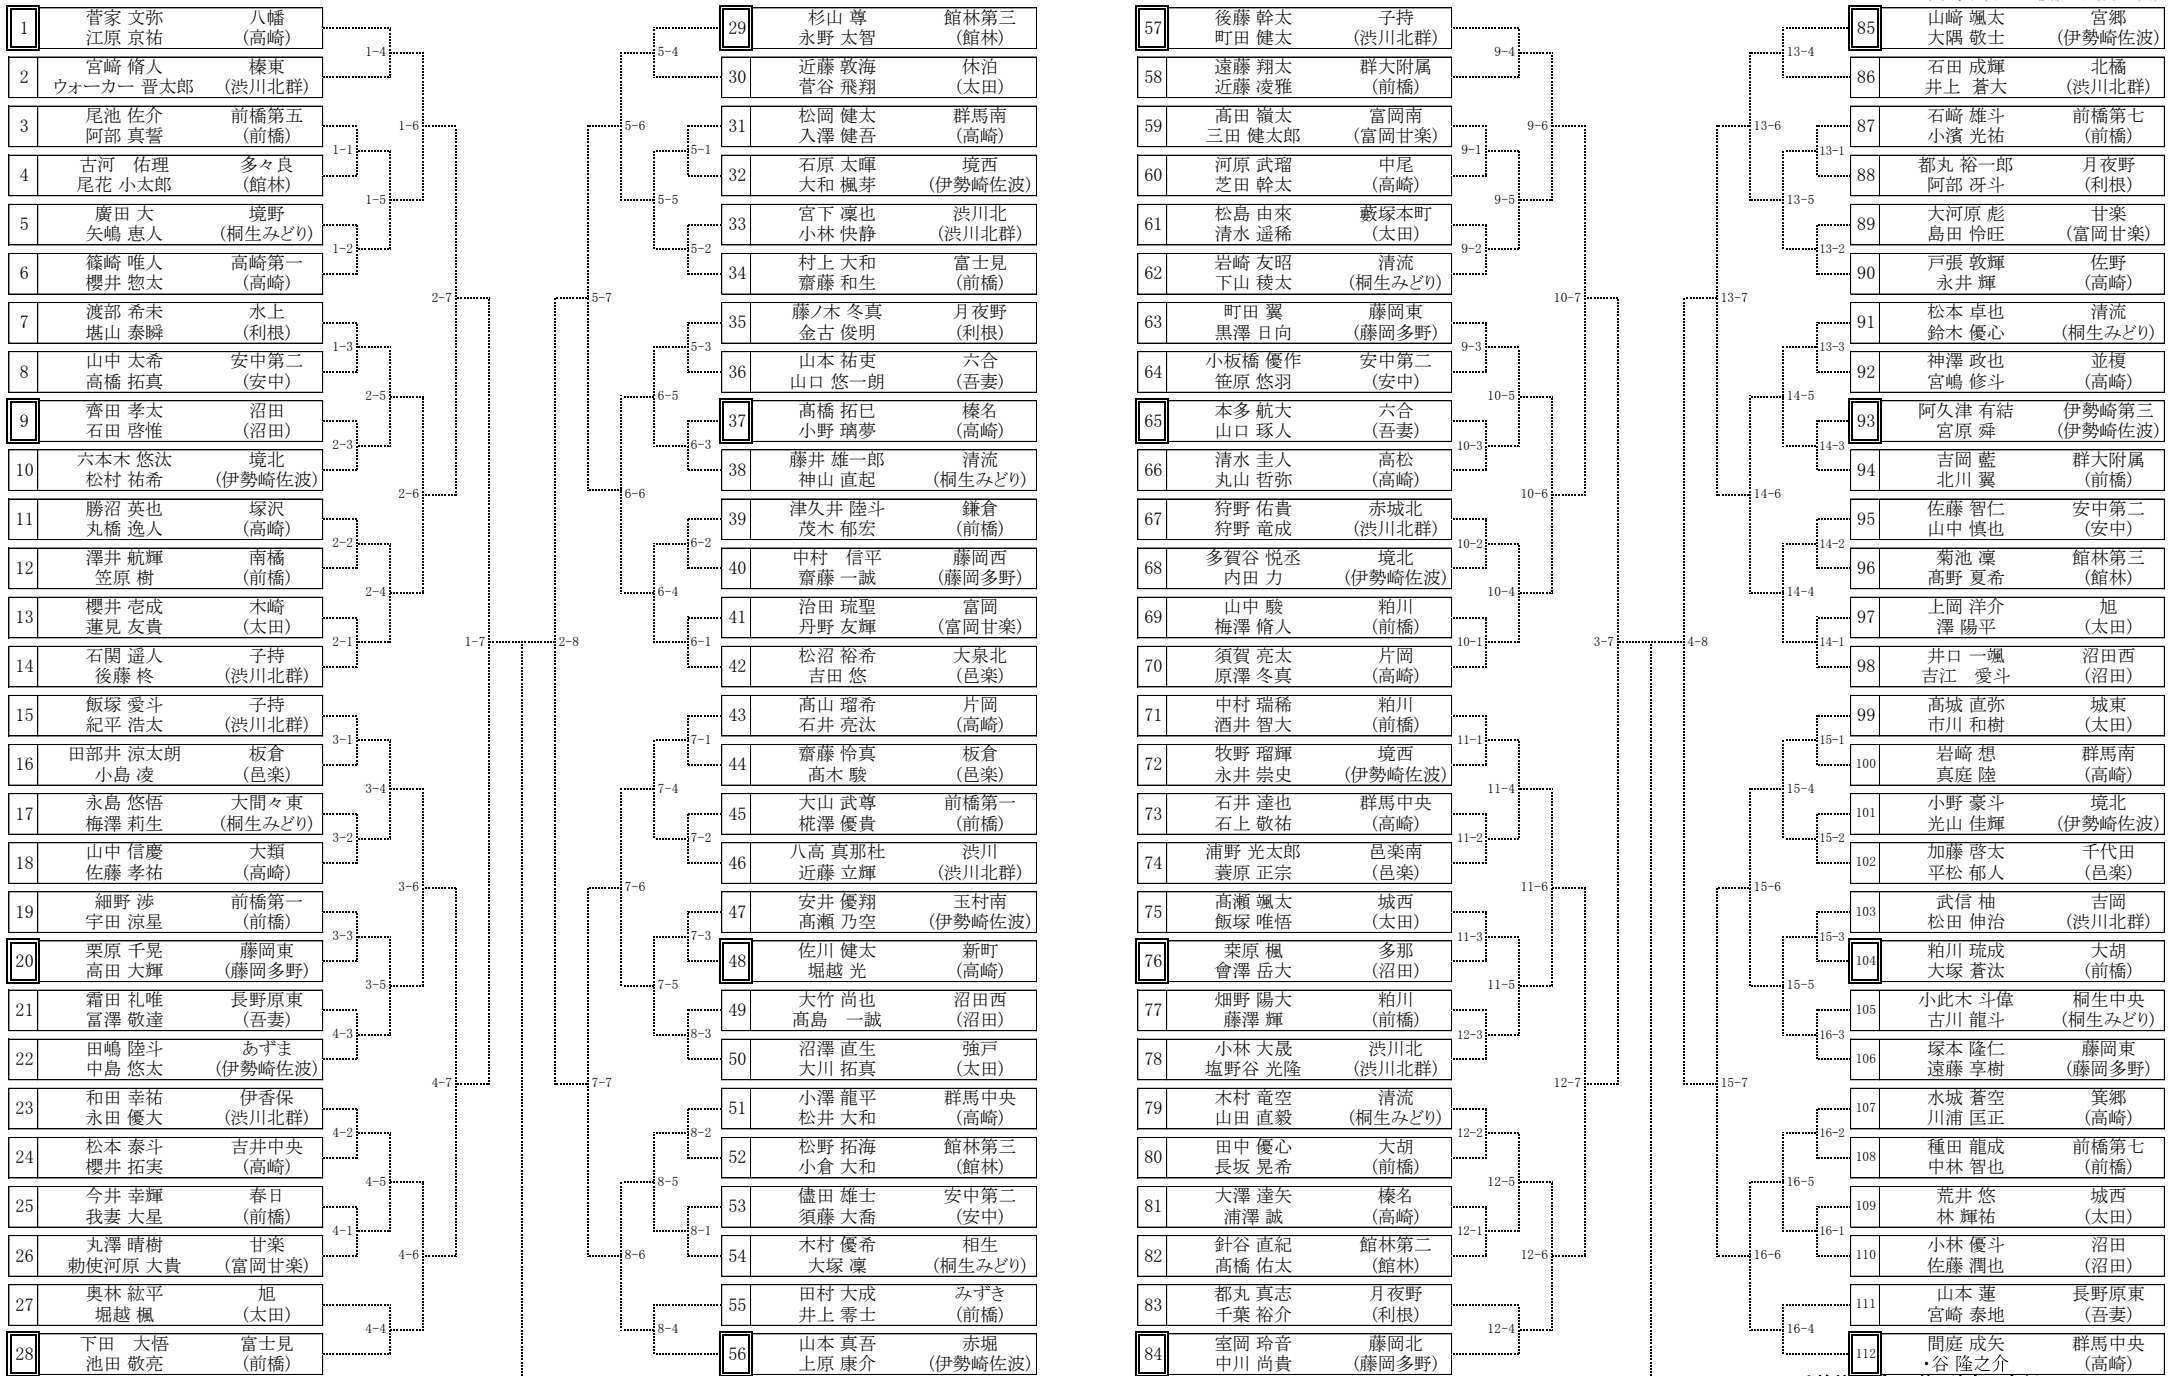 1 菅家 文弥 八幡
江原 京祐 (高崎)
2 宮﨑 脩人 榛東
ウォーカー 晋太郎 (渋川北群)
3 尾池 佐介 前橋第五
阿部 真誓 (前橋)
4 古河　佑理 多々良
尾花 小太郎 (館林)
5 廣田 大 境野
矢嶋 恵人 (桐生みどり)
6 篠崎 唯人 高崎第一
櫻井 惣太 (高崎)
7 渡部 希未 水上
堪山 泰瞬 (利根)
8 山中 太希 安中第二
高橋 拓真 (安中)
9 齊田 孝太 沼田
石田 啓惟 (沼田)
10 六本木 悠汰 境北
松村 祐希 (伊勢崎佐波)
11 勝沼 英也 塚沢
丸橋 逸人 (高崎)
12 澤井 航輝 南橘
笠原 樹 (前橋)
13 櫻井 壱成 木崎
蓮見 友貴 (太田)
14 石関 遥人 子持
後藤 柊 (渋川北群)
15 飯塚 愛斗 子持
紀平 浩太 (渋川北群)
16 田部井 涼太朗 板倉
小島 凌 (邑楽)
17 永島 悠悟 大間々東
梅澤 莉生 (桐生みどり)
18 山中 信慶 大類
佐藤 孝祐 (高崎)
19 細野 渉 前橋第一
宇田 涼星 (前橋)
20 栗原 千晃 藤岡東
高田 大輝 (藤岡多野)
21 霜田 礼唯 長野原東
冨澤 敬達 (吾妻)
22 田嶋 陸斗 あずま
中島 悠太 (伊勢崎佐波)
23 和田 幸祐 伊香保
永田 優大 (渋川北群)
24 松本 泰斗 吉井中央
櫻井 拓実 (高崎)
25 今井 幸輝 春日
我妻 大星 (前橋)
26 丸澤 晴樹 甘楽
勅使河原 大貴 (富岡甘楽)
27 奥林 紘平 旭
堀越 楓 (太田)
28 下田　大悟 富士見
池田 敬亮 (前橋)
1-4
1-6
1-1
1-5
1-2
2-7
1-3
2-5
2-3
2-6
2-2
2-4
2-1
1-7
3-1
3-4
3-2
3-6
3-3
3-5
4-3
4-7
4-2
4-5
4-1
4-6
4-4
5-4
5-6
5-1
5-5
5-2
5-7
5-3
6-5
6-3
6-6
6-2
6-4
6-1
2-8
7-1
7-4
7-2
7-6
7-3
7-5
8-3
7-7
8-2
8-5
8-1
8-6
8-4
29 杉山 尊 館林第三
永野 太智 (館林)
30 近藤 敦海 休泊
菅谷 飛翔 (太田)
31 松岡 健太 群馬南
入澤 健吾 (高崎)
32 石原 太暉 境西
大和 楓芽 (伊勢崎佐波)
33 宮下 凜也 渋川北
小林 快静 (渋川北群)
34 村上 大和 富士見
齋藤 和生 (前橋)
35 藤ノ木 冬真 月夜野
金古 俊明 (利根)
36 山本 祐吏 六合
山口 悠一朗 (吾妻)
37 髙橋 拓巳 榛名
小野 璃夢 (高崎)
38 藤井 雄一郎 清流
神山 直起 (桐生みどり)
39 津久井 陸斗 鎌倉
茂木 郁宏 (前橋)
40 中村　信平 藤岡西
齋藤 一誠 (藤岡多野)
41 治田 琉聖 富岡
丹野 友輝 (富岡甘楽)
42 松沼 裕希 大泉北
吉田 悠 (邑楽)
43 髙山 瑠希 片岡
石井 亮汰 (高崎)
44 齋藤 怜真 板倉
髙木 駿 (邑楽)
45 大山 武尊 前橋第一
椛澤 優貴 (前橋)
46 八高 真那杜 渋川
近藤 立輝 (渋川北群)
47 安井 優翔 玉村南
髙瀬 乃空 (伊勢崎佐波)
48 佐川 健太 新町
堀越 光 (高崎)
49 大竹 尚也 沼田西
髙島　一誠 (沼田)
50 沼澤 直生 強戸
大川 拓真 (太田)
51 小澤 龍平 群馬中央
松井 大和 (高崎)
52 松野 拓海 館林第三
小倉 大和 (館林)
53 儘田 雄士 安中第二
須藤 大喬 (安中)
54 木村 優希 相生
大塚 凜 (桐生みどり)
55 田村 大成 みずき
井上 零士 (前橋)
56 山本 真吾 赤堀
上原 康介 (伊勢崎佐波)
57 後藤 幹太 子持
町田 健太 (渋川北群)
58 遠藤 翔太 群大附属
近藤 凌雅 (前橋)
59 髙田 嶺太 富岡南
三田 健太郎 (富岡甘楽)
60 河原 武瑠 中尾
芝田 幹太 (高崎)
61 松島 由來 藪塚本町
清水 遥稀 (太田)
62 岩崎 友昭 清流
下山 稜太 (桐生みどり)
63 町田 翼 藤岡東
黒澤 日向 (藤岡多野)
64 小板橋 優作 安中第二
笹原 悠羽 (安中)
65 本多 航大 六合
山口 琢人 (吾妻)
66 清水 圭人 高松
丸山 哲弥 (高崎)
67 狩野 佑貴 赤城北
狩野 竜成 (渋川北群)
68 多賀谷 悦丞 境北
内田 力 (伊勢崎佐波)
69 山中 駿 粕川
梅澤 脩人 (前橋)
70 須賀 亮太 片岡
原澤 冬真 (高崎)
71 中村 瑞稀 粕川
酒井 智大 (前橋)
72 牧野 瑠輝 境西
永井 崇史 (伊勢崎佐波)
73 石井 達也 群馬中央
石上 敬祐 (高崎)
74 浦野 光太郎 邑楽南
蓑原 正宗 (邑楽)
75 髙瀬 颯太 城西
飯塚 唯悟 (太田)
76 栞原 楓 多那
會澤 岳大 (沼田)
77 畑野 陽大 粕川
藤澤 輝 (前橋)
78 小林 大晟 渋川北
塩野谷 光隆 (渋川北群)
79 木村 竜空 清流
山田 直毅 (桐生みどり)
80 田中 優心 大胡
長坂 晃希 (前橋)
81 大澤 達矢 榛名
浦澤 誠 (高崎)
82 針谷 直紀 館林第二
髙橋 佑太 (館林)
83 都丸 真志 月夜野
千葉 裕介 (利根)
84 室岡 玲音 藤岡北
中川 尚貴 (藤岡多野)
9-4
9-6
9-1
9-5
9-2
10-7
9-3
10-5
10-3
10-6
10-2
10-4
10-1
3-7
11-1
11-4
11-2
11-6
11-3
11-5
12-3
12-7
12-2
12-5
12-1
12-6
12-4
13-4
13-6
13-1
13-5
13-2
13-7
13-3
14-5
14-3
14-6
14-2
14-4
14-1
4-8
15-1
15-4
15-2
15-6
15-3
15-5
16-3
15-7
16-2
16-5
16-1
16-6
16-4
85 山﨑 颯太 宮郷
大隅 敬士 (伊勢崎佐波)
86 石田 成輝 北橘
井上 蒼大 (渋川北群)
87 石﨑 雄斗 前橋第七
小濱 光祐 (前橋)
88 都丸 裕一郎 月夜野
阿部 冴斗 (利根)
89 大河原 彪 甘楽
島田 怜旺 (富岡甘楽)
90 戸張 敦輝 佐野
永井 輝 (高崎)
91 松本 卓也 清流
鈴木 優心 (桐生みどり)
92 神澤 政也 並榎
宮嶋 修斗 (高崎)
93 阿久津 有結 伊勢崎第三
宮原 舜 (伊勢崎佐波)
94 吉岡 藍 群大附属
北川 翼 (前橋)
95 佐藤 智仁 安中第二
山中 慎也 (安中)
96 菊池 凜 館林第三
髙野 夏希 (館林)
97 上岡 洋介 旭
澤 陽平 (太田)
98 井口 一颯 沼田西
吉江　愛斗 (沼田)
99 髙城 直弥 城東
市川 和樹 (太田)
100 岩﨑 想 群馬南
真庭 陸 (高崎)
101 小野 豪斗 境北
光山 佳輝 (伊勢崎佐波)
102 加藤 啓太 千代田
平松 郁人 (邑楽)
103 武信 柚 吉岡
松田 伸治 (渋川北群)
104 粕川 琉成 大胡
大塚 蒼汰 (前橋)
105 小此木 斗偉 桐生中央
古川 龍斗 (桐生みどり)
106 塚本 隆仁 藤岡東
遠藤 享樹 (藤岡多野)
107 水城 蒼空 箕郷
川浦 匡正 (高崎)
108 種田 龍成 前橋第七
中林 智也 (前橋)
109 荒井 悠 城西
林 輝祐 (太田)
110 小林 優斗 沼田
佐藤 潤也 (沼田)
111 山本 蓮 長野原東
宮崎 泰地 (吾妻)
112 間庭 成矢 群馬中央
・谷 隆之介 (高崎)